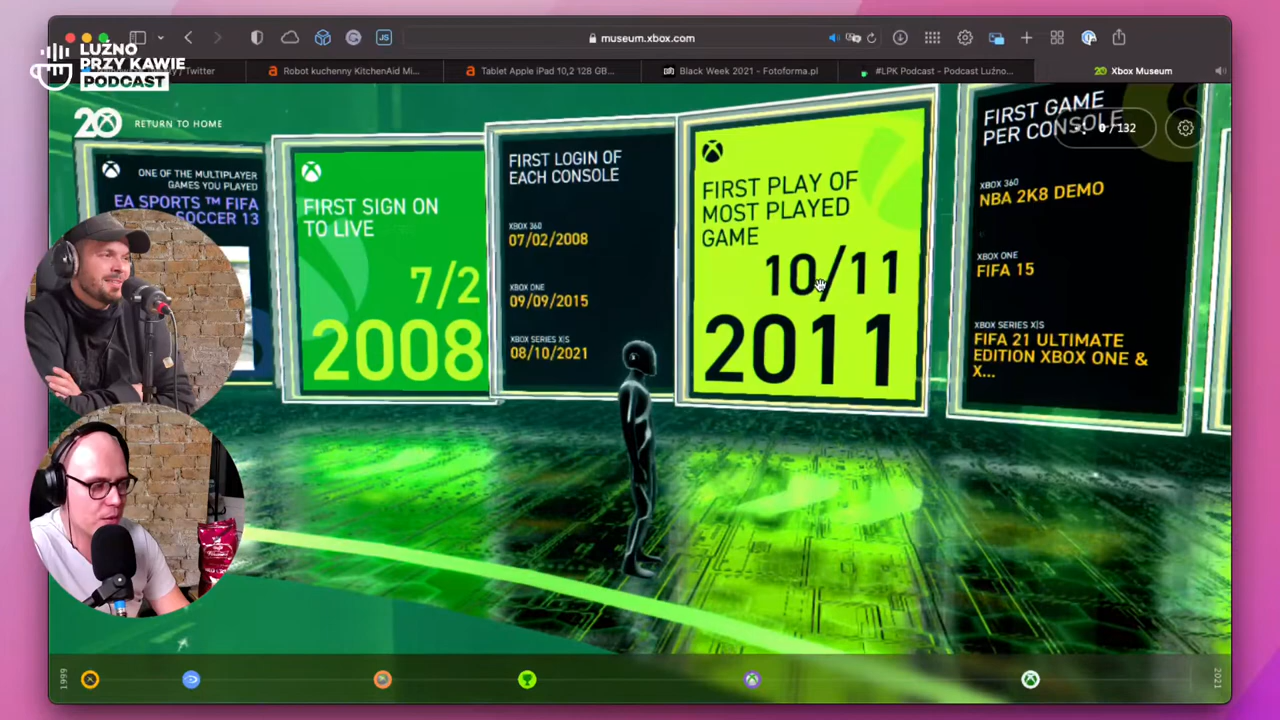 LUŹNO
PRZY KAWIE
PODCAST
museum.xbox.com
/ Twitter
Robot kuchenny KitchenAid Mi...
Tablet Apple iPad 10,2 128 GB...
Black Week 2021 - Fotoforma.pl
#LPK Podcast - Podcast Luźno...
Xbox Museum
JS
20
RETURN TO HOME
0 / 132
ONE OF THE MULTIPLAYER
GAMES YOU PLAYED
EA SPORTS ™ FIFA
SOCCER 13
FIRST SIGN ON
TO LIVE
7/2
2008
FIRST LOGIN OF
EACH CONSOLE
XBOX 360
07/02/2008
XBOX ONE
09/09/2015
XBOX SERIES X|S
08/10/2021
FIRST PLAY OF
MOST PLAYED
GAME
10/11
2011
FIRST GAME
PER CONSOLE
XBOX 360
NBA 2K8 DEMO
XBOX ONE
FIFA 15
XBOX SERIES X|S
FIFA 21 ULTIMATE
EDITION XBOX ONE &
X...
1999
2021